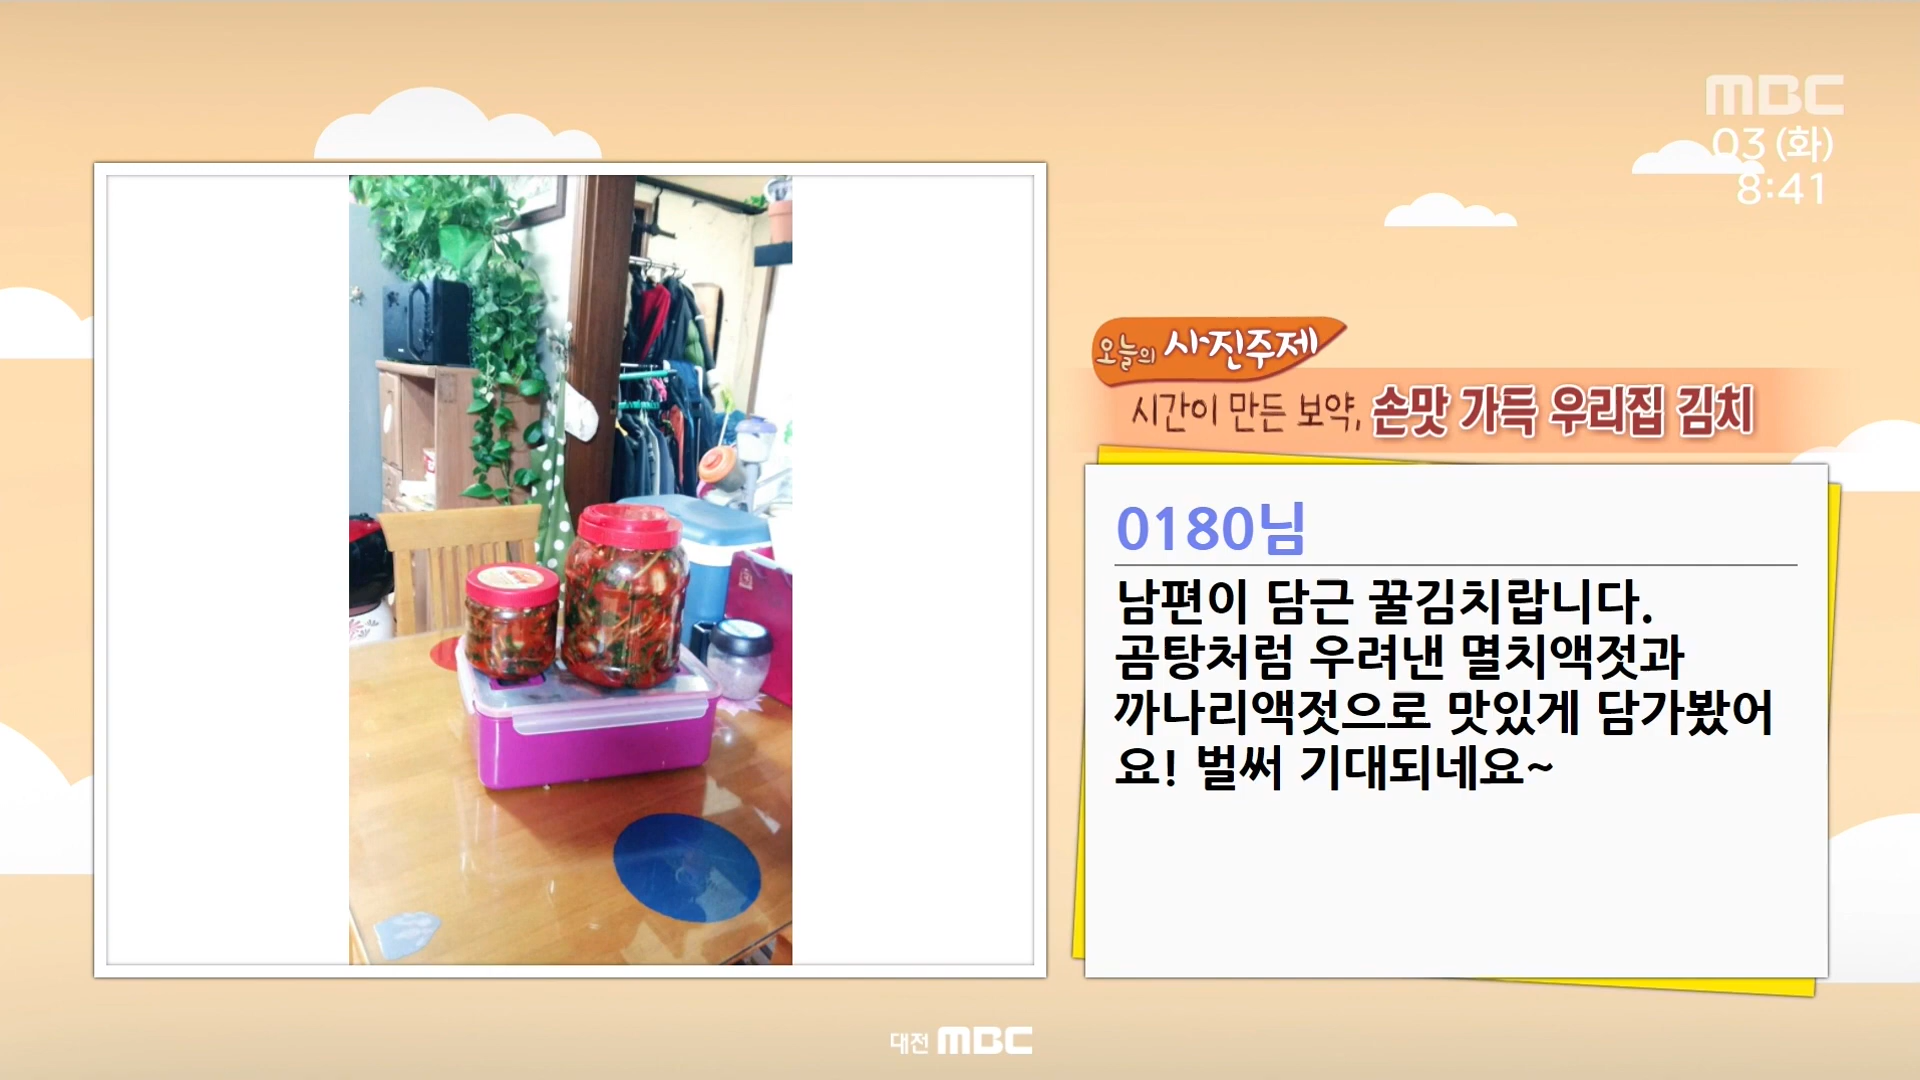 MBC
03 (화)
8:41
오늘의 사진주제
시간이 만든 보약, 손맛 가득 우리집 김치
0180님
남편이 담근 꿀김치랍니다.
곰탕처럼 우려낸 멸치액젓과
까나리액젓으로 맛있게 담가봤어
요! 벌써 기대되네요~
대전 MBC